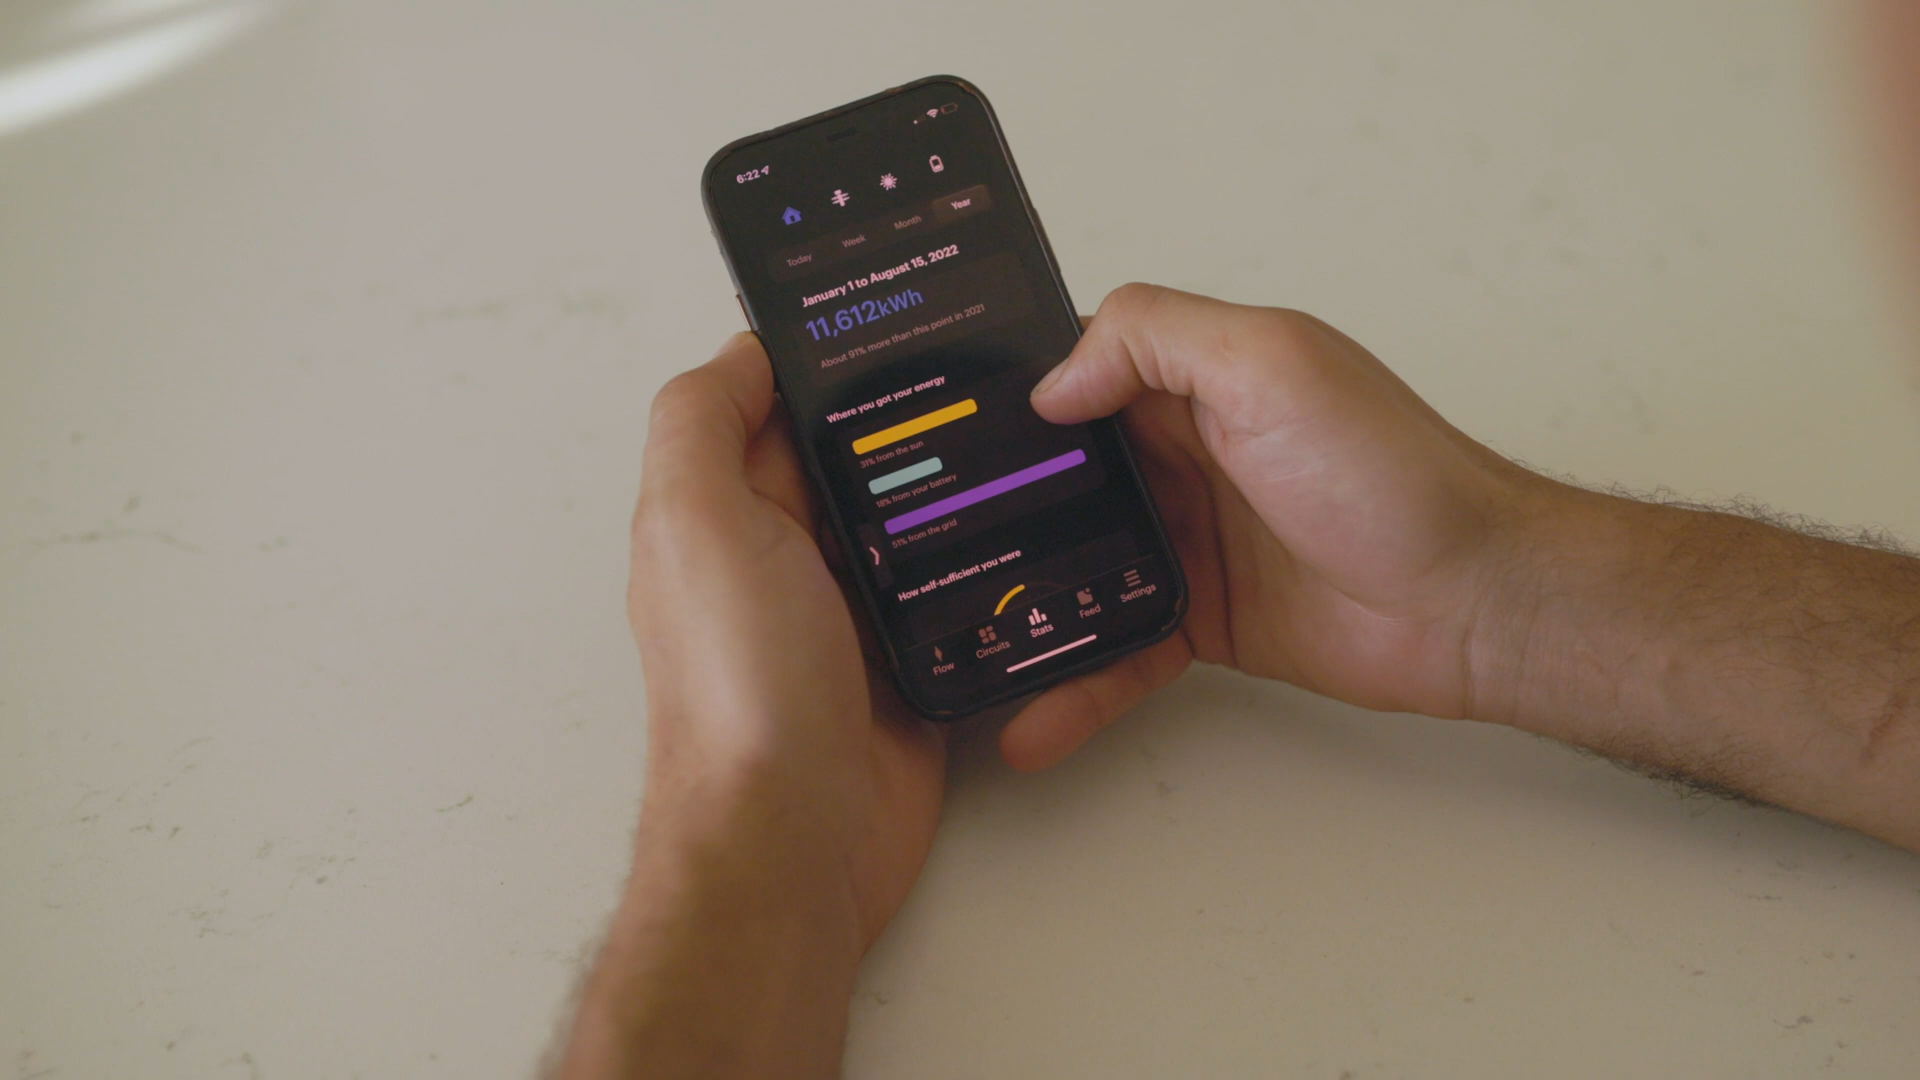 6:22
Today Week Month Year
January 1 to August 15, 2022
11,612kWh
About 91% more than this point in 2021
Where you got your energy
31% from the sun
18% from your battery
51% from the grid
How self-sufficient you were
Flow Circuits Stats Feed Settings